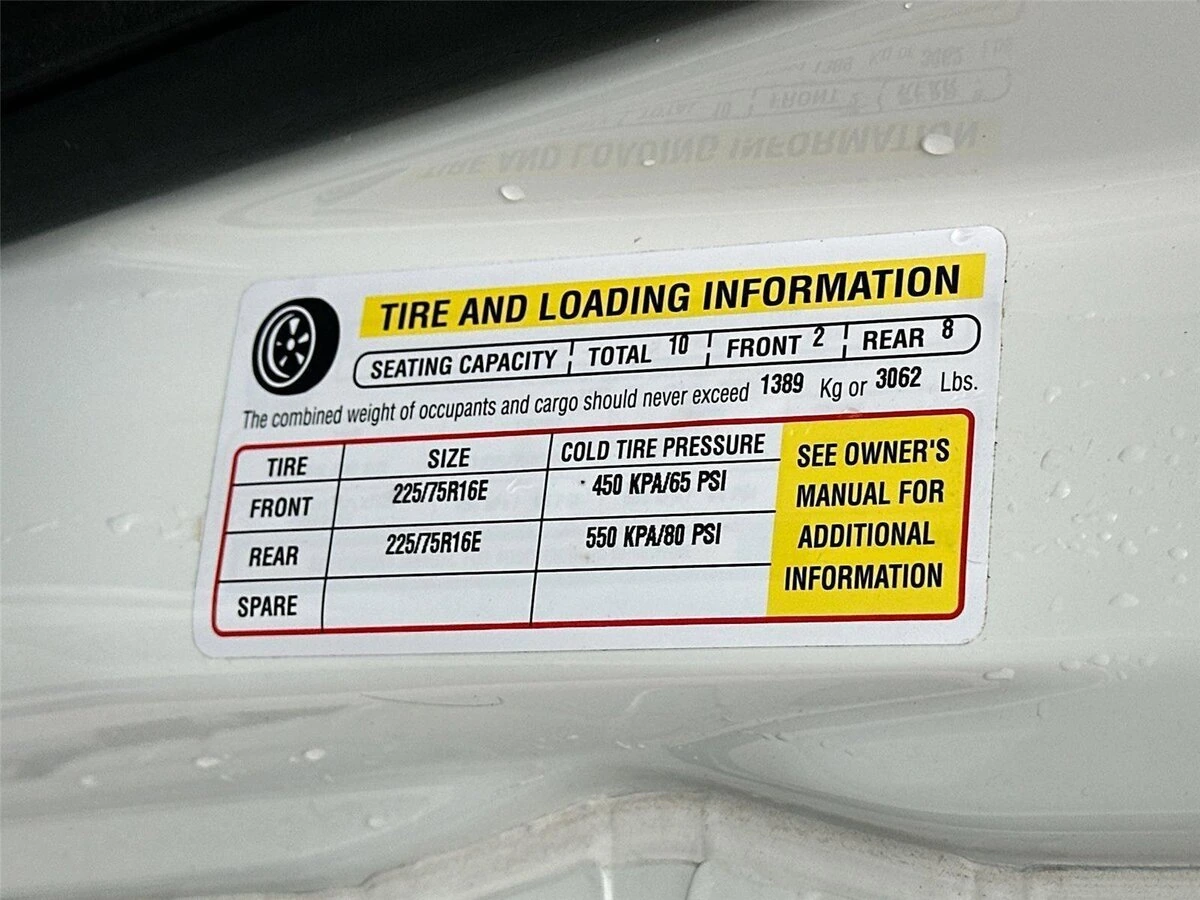 TIRE AND LOADING INFORMATION
SEATING CAPACITY TOTAL 10 FRONT 2 REAR 8
The combined weight of occupants and cargo should never exceed 1389 Kg or 3062 Lbs.
TIRE SIZE COLD TIRE PRESSURE
FRONT 225/75R16E 450 KPA/65 PSI
REAR 225/75R16E 550 KPA/80 PSI
SPARE
SEE OWNER'S
MANUAL FOR
ADDITIONAL
INFORMATION